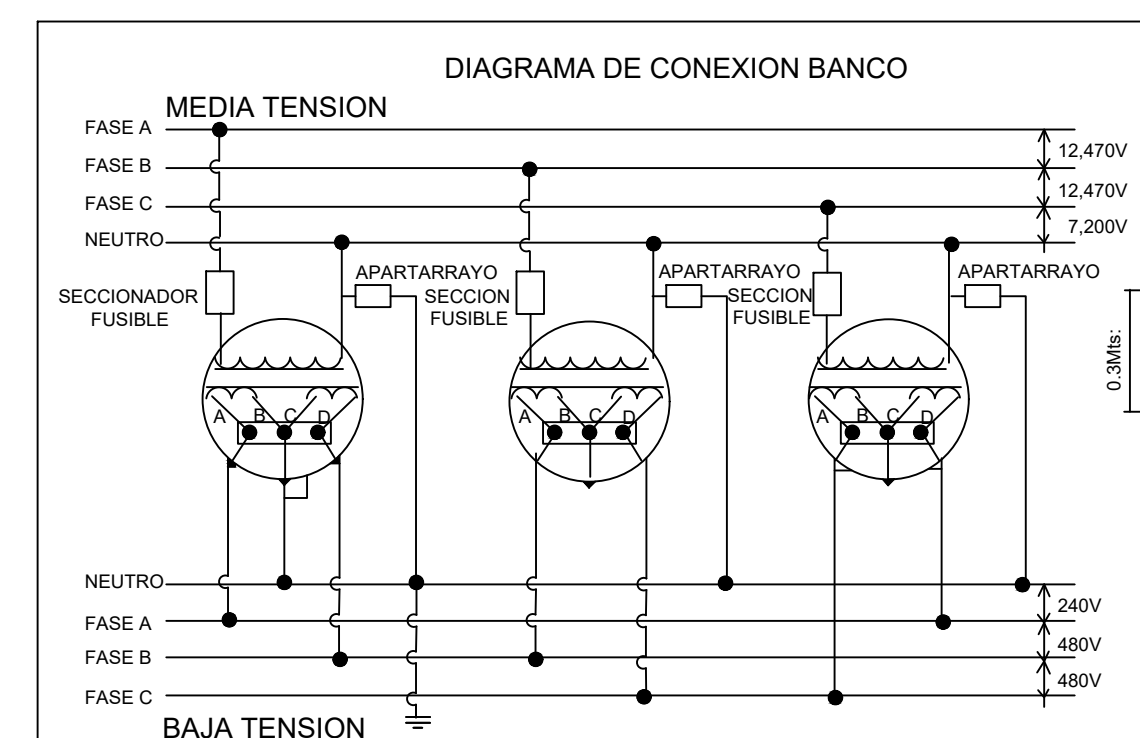 DIAGRAMA DE CONEXION BANCO
MEDIA TENSION
FASE A
12,470V
FASE B
12,470V
FASE C
7,200V
NEUTRO
SECCIONADOR
FUSIBLE
APARTARRAYO
SECCION
FUSIBLE
APARTARRAYO
SECCION
FUSIBLE
APARTARRAYO
0.3Mts:
A B C D
A B C D
A B C D
NEUTRO
240V
FASE A
480V
FASE B
480V
FASE C
BAJA TENSION